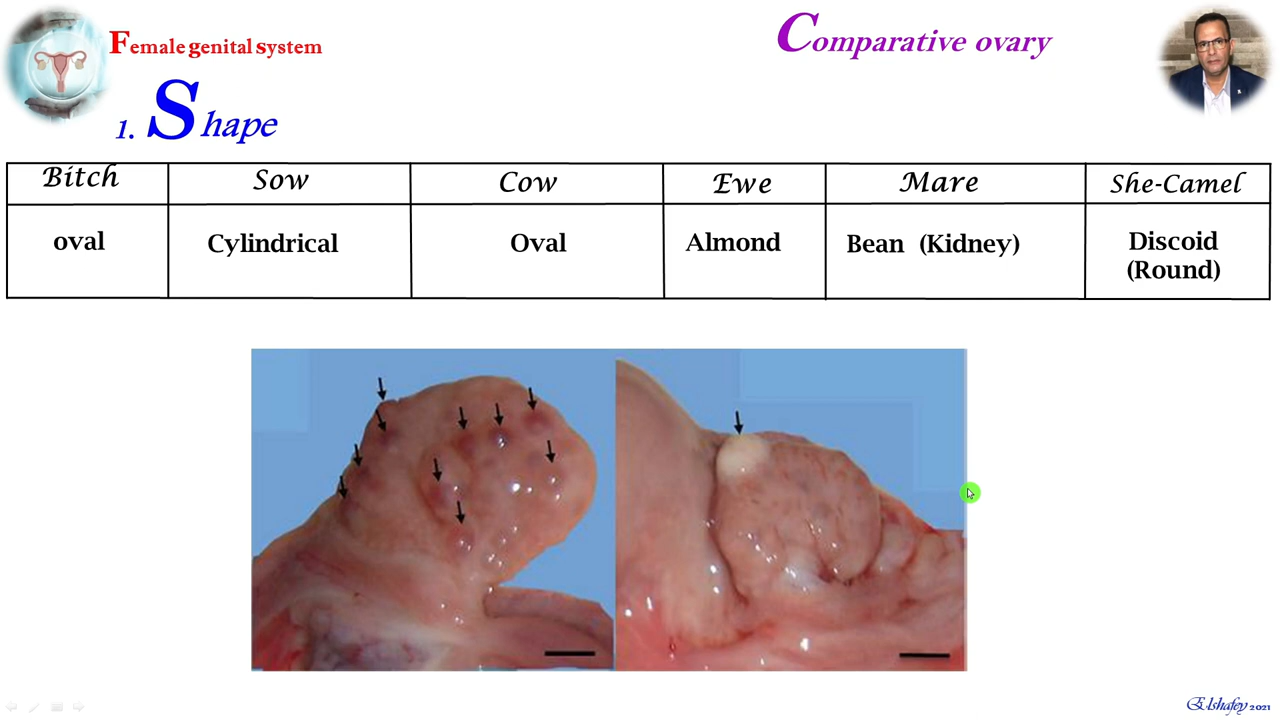 Female genital system
Comparative ovary
1. Shape
Bitch Sow Cow Ewe Mare She-Camel
oval Cylindrical Oval Almond Bean (Kidney) Discoid
(Round)
Elshafey 2021